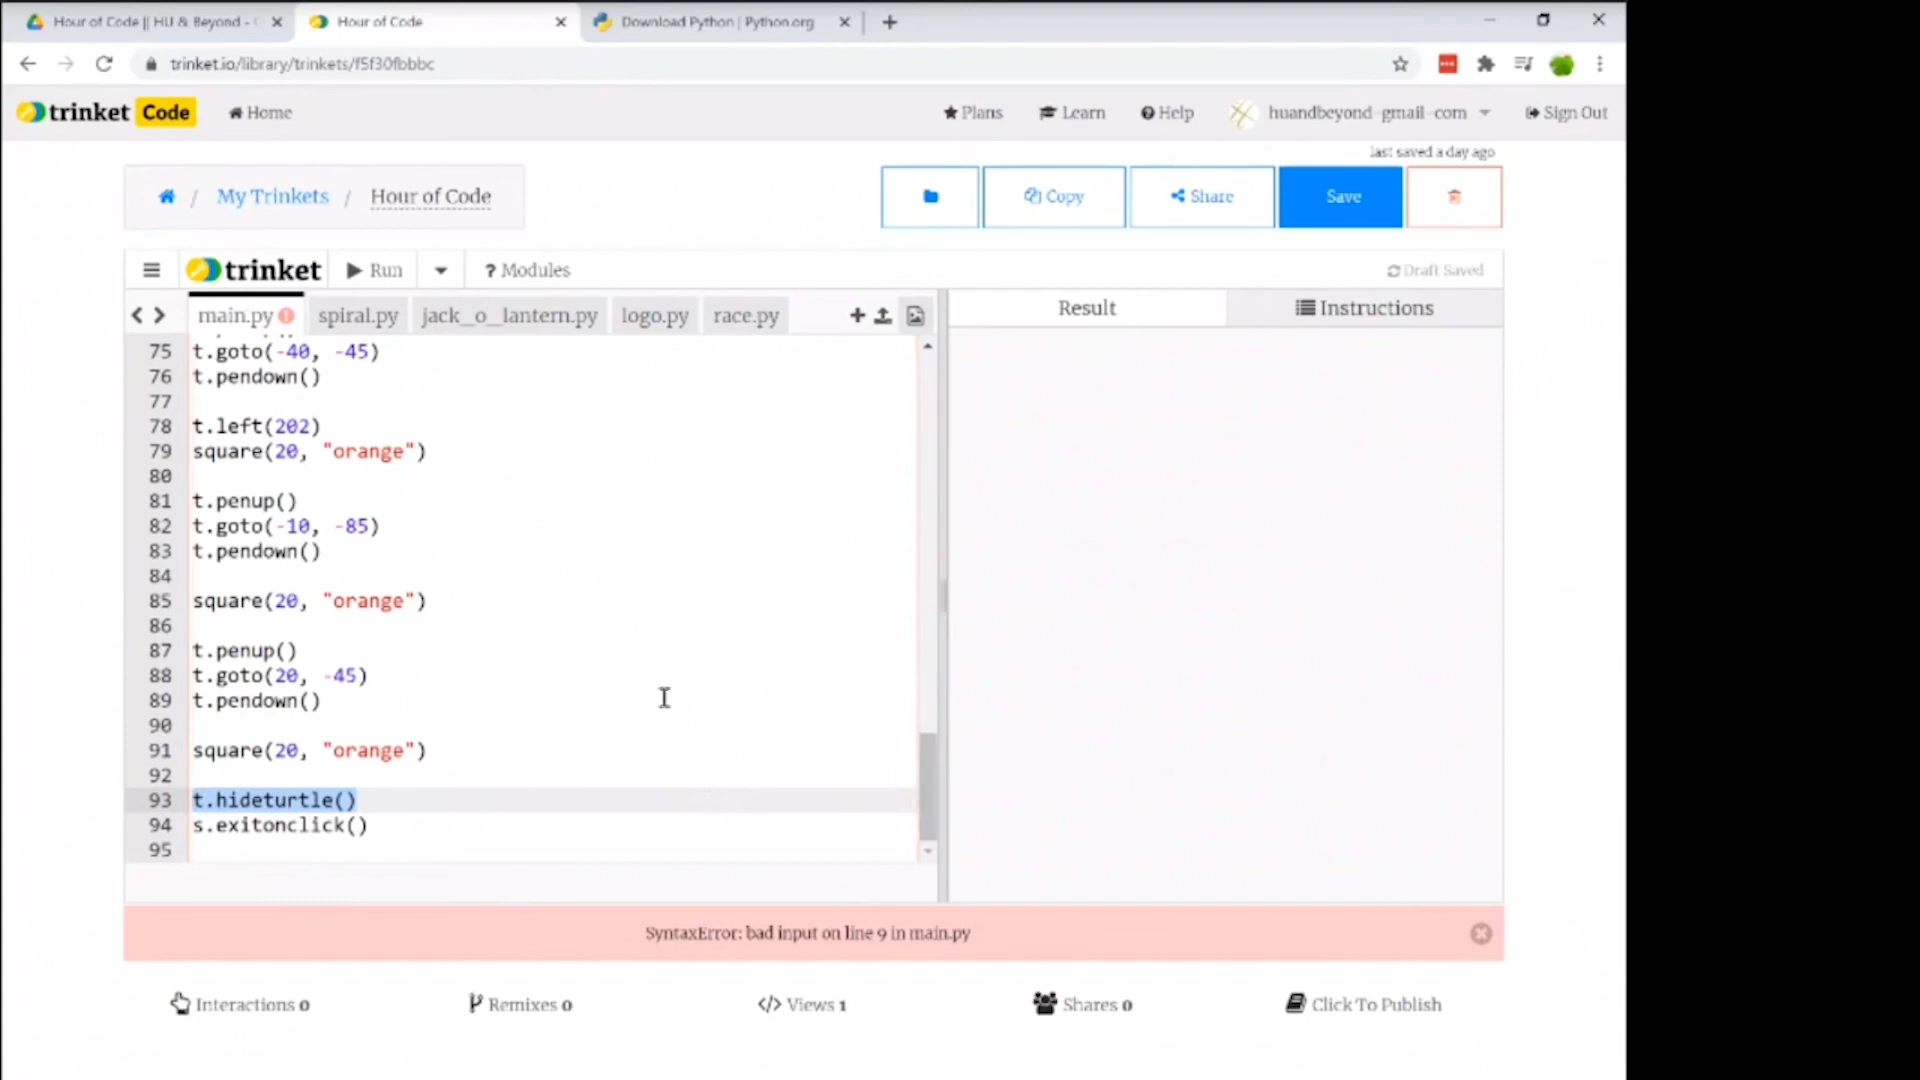 Hour of Code || HU & Beyond -
Hour of Code
Download Python | Python.org
trinket.io/library/trinkets/f5f30fbbbc
trinket Code
Home
Plans
Learn
Help
huandbeyond-gmail-com
Sign Out
last saved a day ago
/ My Trinkets / Hour of Code
Copy
Share
Save
trinket
Run
? Modules
Draft Saved
main.py
spiral.py
jack_o_lantern.py
logo.py
race.py
Result
Instructions
75 t.goto(-40, -45)
76 t.pendown()
77
78 t.left(202)
79 square(20, "orange")
80
81 t.penup()
82 t.goto(-10, -85)
83 t.pendown()
84
85 square(20, "orange")
86
87 t.penup()
88 t.goto(20, -45)
89 t.pendown()
90
91 square(20, "orange")
92
93 t.hideturtle()
94 s.exitonclick()
95
SyntaxError: bad input on line 9 in main.py
Interactions 0
Remixes 0
Views 1
Shares 0
Click To Publish